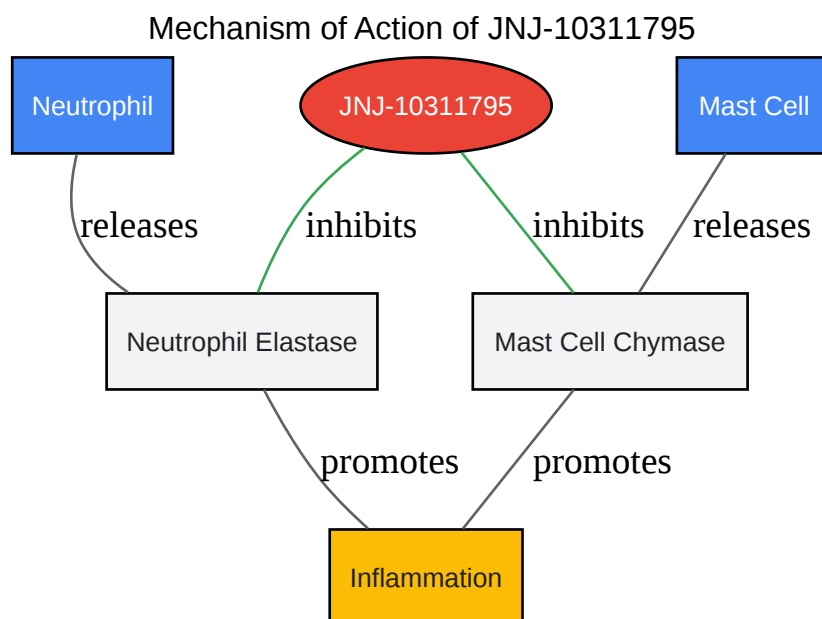 Mechanism of Action of JNJ-10311795
Neutrophil
JNJ-10311795
Mast Cell
releases
inhibits
inhibits
releases
Neutrophil Elastase
Mast Cell Chymase
promotes
promotes
Inflammation